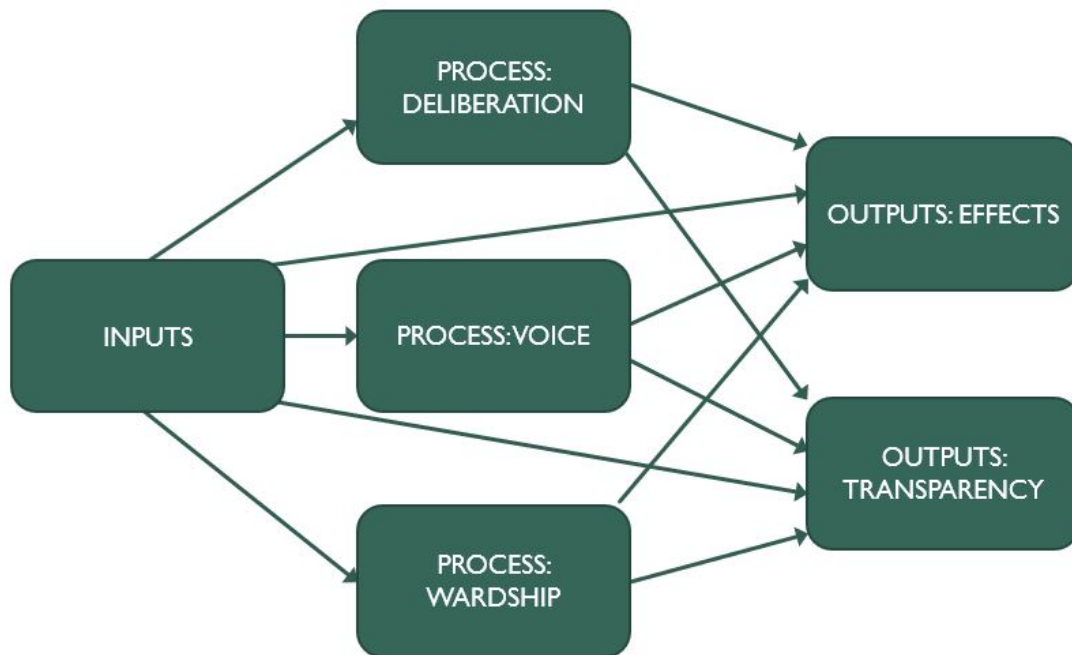 PROCESS:
DELIBERATION
OUTPUTS: EFFECTS
INPUTS
PROCESS: VOICE
OUTPUTS:
TRANSPARENCY
PROCESS:
WARDSHIP